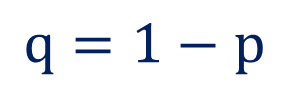 q = 1 − p